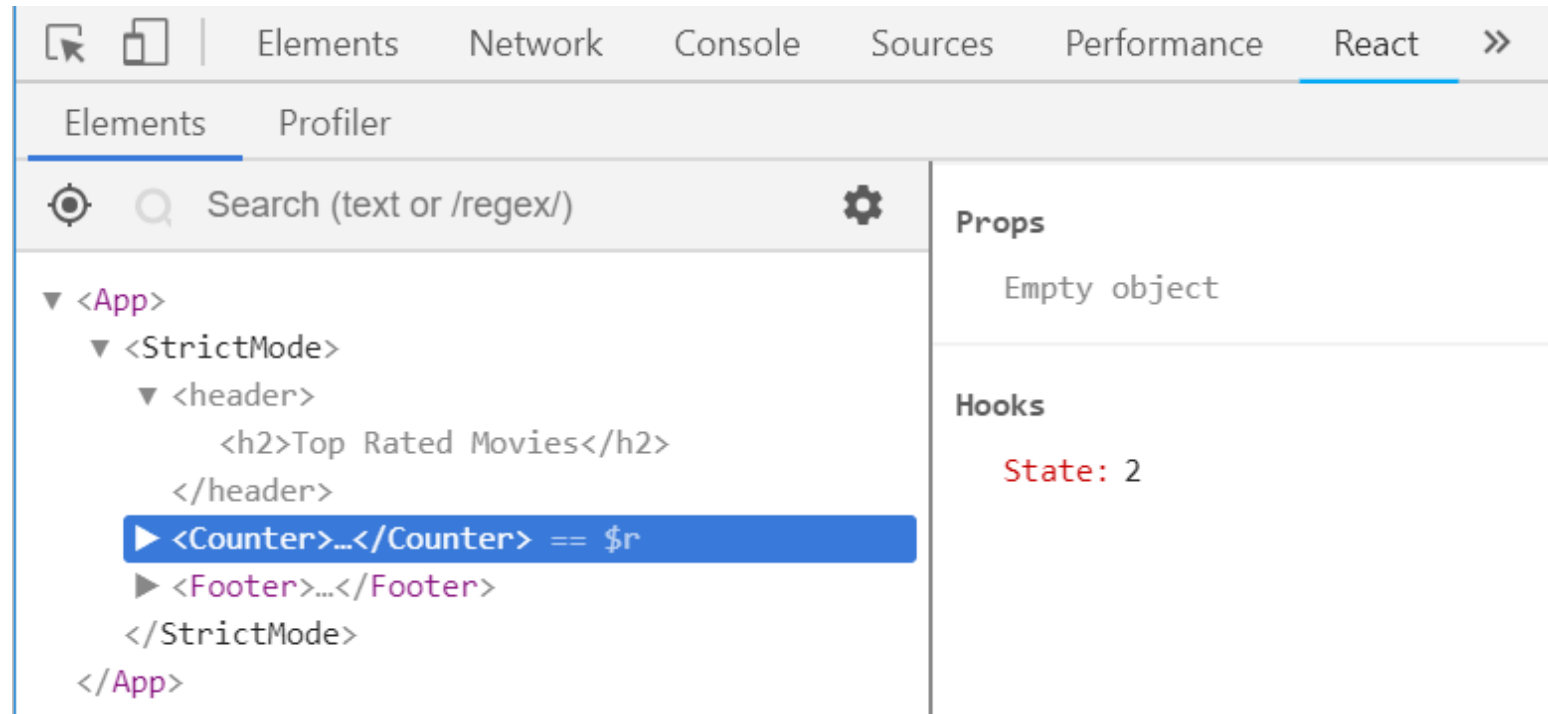 Elements Network Console Sources Performance React »
Elements Profiler
Search (text or /regex/)
▼ <App>
▼ <StrictMode>
▼ <header>
<h2>Top Rated Movies</h2>
</header>
▶ <Counter>…</Counter> == $r
▶ <Footer>…</Footer>
</StrictMode>
</App>
Props
Empty object
Hooks
State: 2